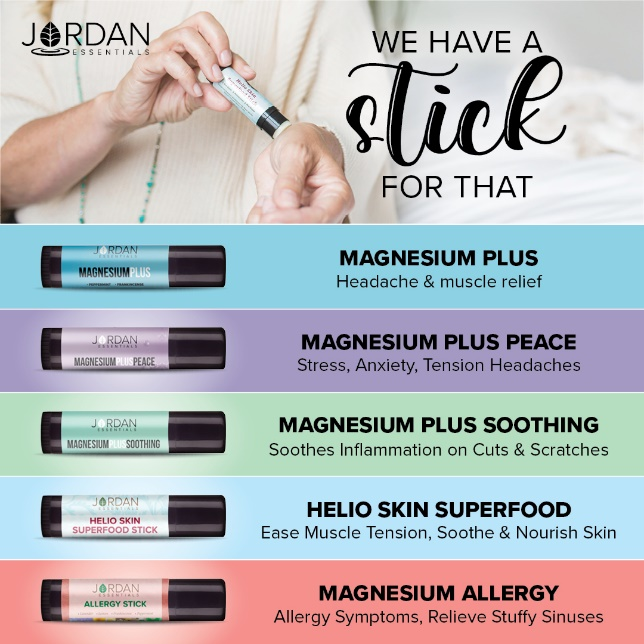 JORDAN
ESSENTIALS
WE HAVE A
stick
FOR THAT
JORDAN
ESSENTIALS
MAGNESIUMPLUS
MAGNESIUM PLUS
Headache & muscle relief
JORDAN
ESSENTIALS
MAGNESIUMPLUSPEACE
MAGNESIUM PLUS PEACE
Stress, Anxiety, Tension Headaches
JORDAN
ESSENTIALS
MAGNESIUMPLUSSOOTHING
MAGNESIUM PLUS SOOTHING
Soothes Inflammation on Cuts & Scratches
JORDAN
ESSENTIALS
HELIO SKIN
SUPERFOOD STICK
HELIO SKIN SUPERFOOD
Ease Muscle Tension, Soothe & Nourish Skin
JORDAN
ESSENTIALS
ALLERGY STICK
MAGNESIUM ALLERGY
Allergy Symptoms, Relieve Stuffy Sinuses